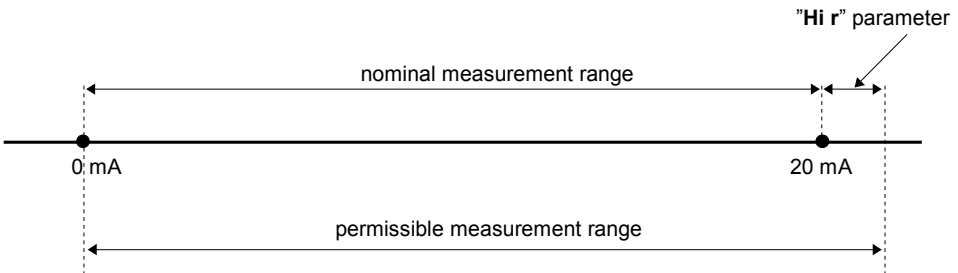 "Hi r" parameter
nominal measurement range
0 mA
20 mA
permissible measurement range